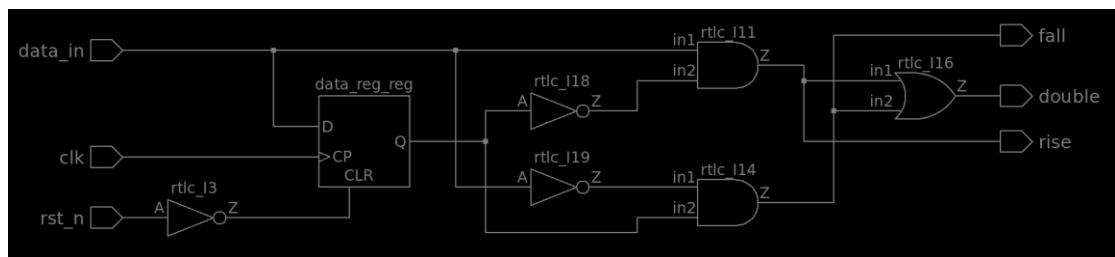 data_in
data_reg_reg
D
Q
CP
CLR
clk
rtlc_I3
A Z
rst_n
rtlc_I18
A Z
rtlc_I19
A Z
rtlc_I11
in1
in2
Z
rtlc_I14
in1
in2
Z
rtlc_I16
in1
in2
Z
fall
double
rise